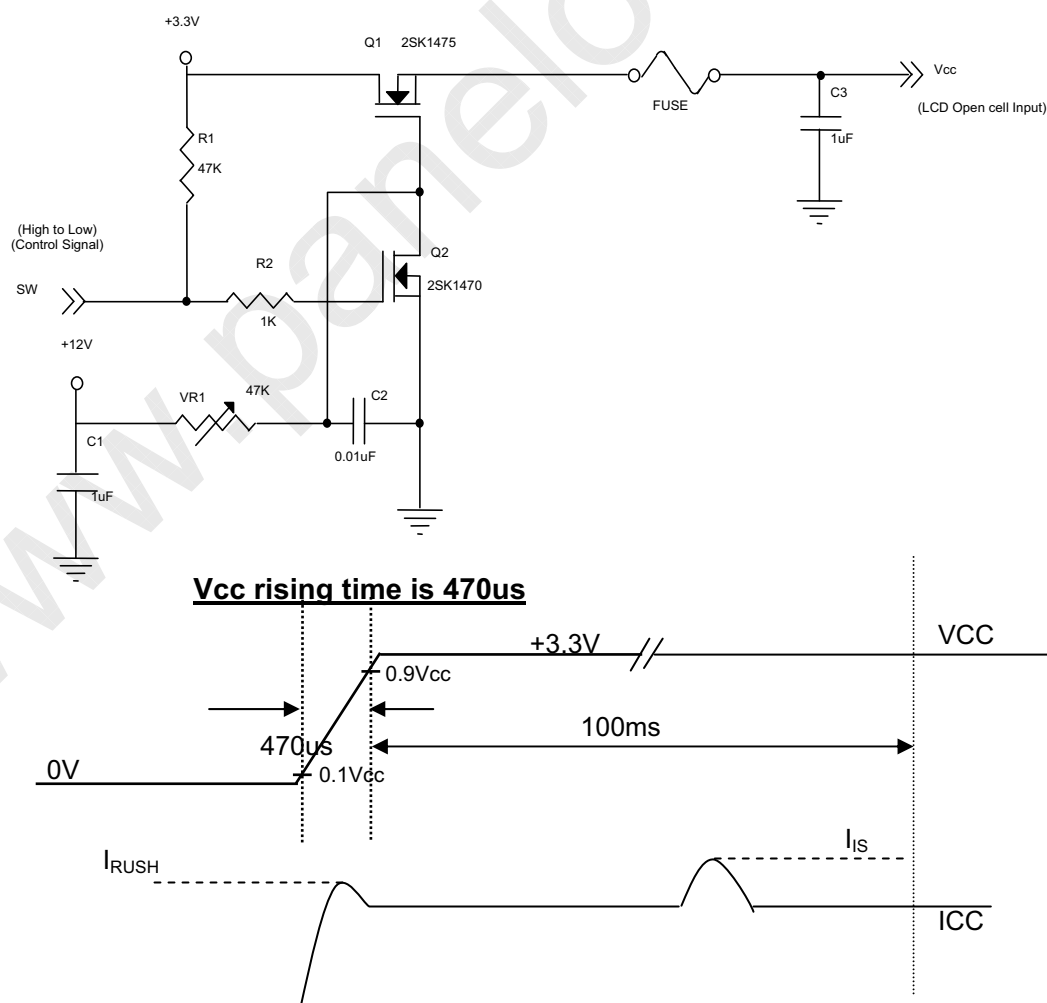 +3.3V
Q1 2SK1475
Vcc
FUSE
C3
(LCD Open cell Input)
1uF
R1
47K
(High to Low)
(Control Signal)
Q2
R2
2SK1470
SW
1K
+12V
VR1
47K
C2
C1
0.01uF
1uF
Vcc rising time is 470us
+3.3V
VCC
0.9Vcc
100ms
470us
0V
0.1Vcc
IRUSH
IIS
ICC
www.panelo